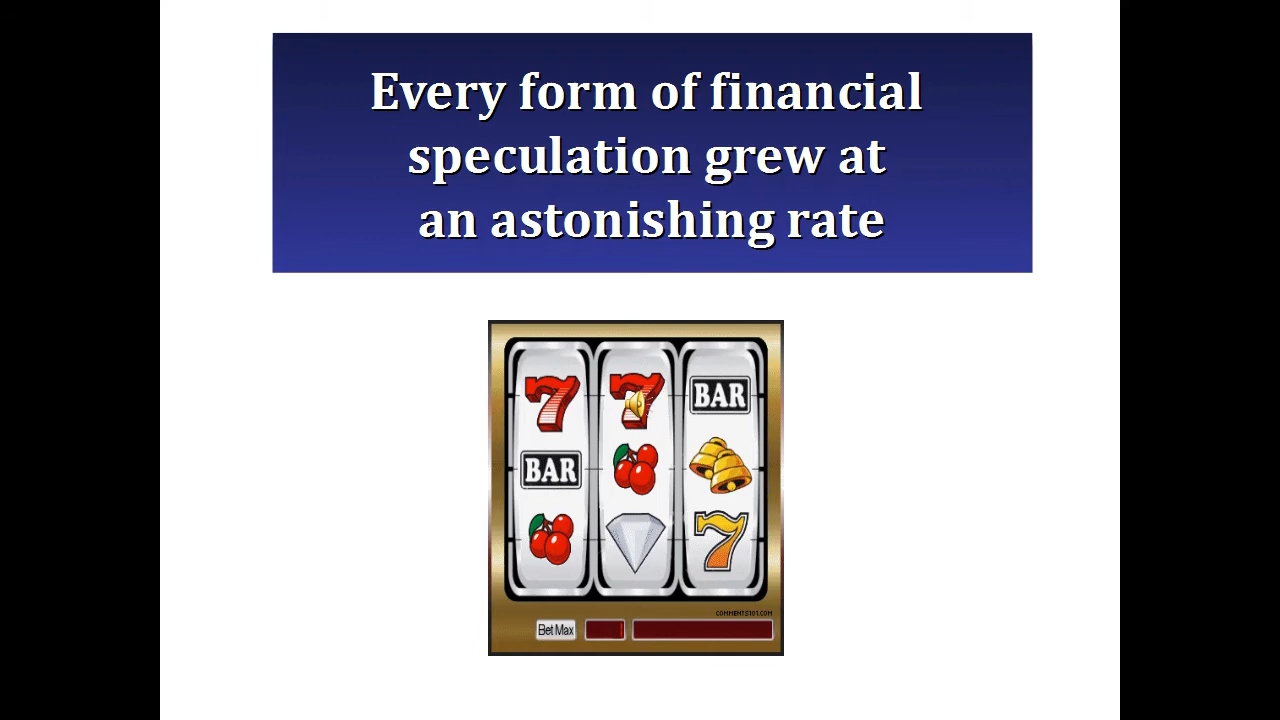 Every form of financial
speculation grew at
an astonishing rate
7
7
BAR
BAR
7
COMMENTS101.COM
Bet Max